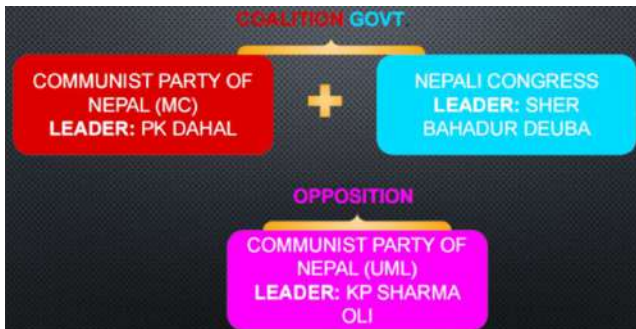 COALITION GOVT.
COMMUNIST PARTY OF
NEPAL (MC)
LEADER: PK DAHAL
NEPALI CONGRESS
LEADER: SHER
BAHADUR DEUBA
OPPOSITION
COMMUNIST PARTY OF
NEPAL (UML)
LEADER: KP SHARMA
OLI